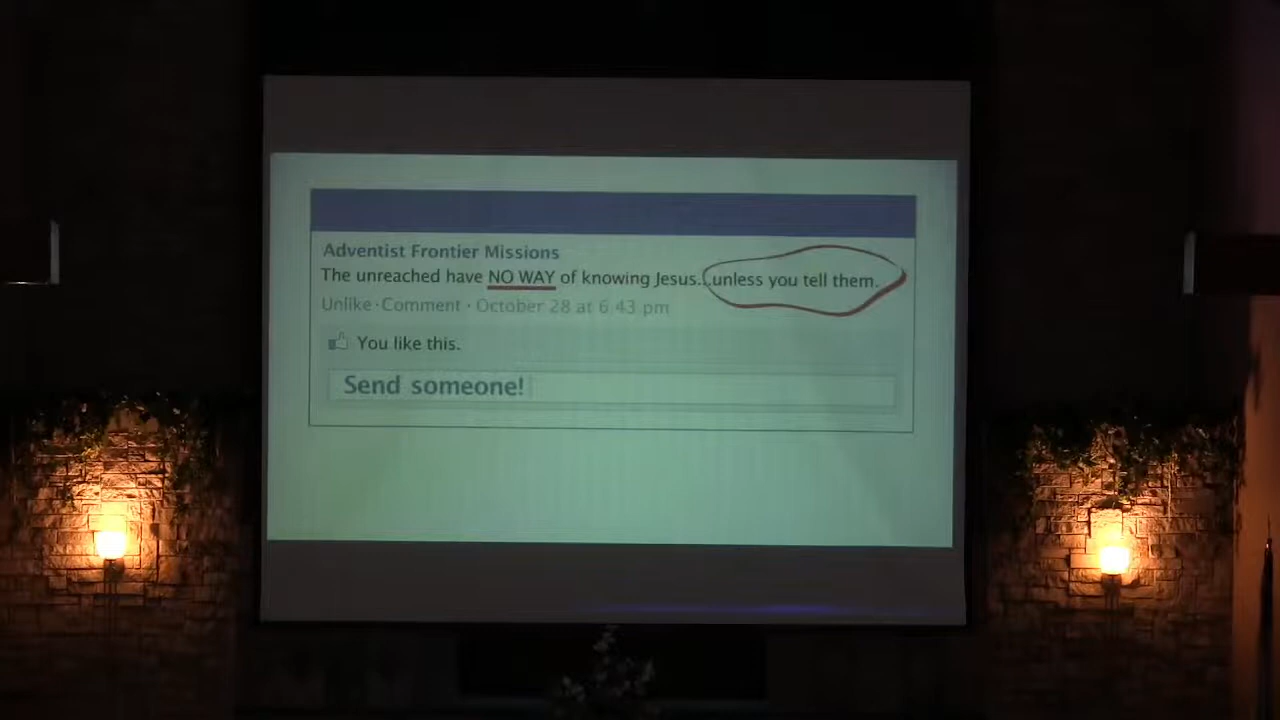 Adventist Frontier Missions
The unreached have NO WAY of knowing Jesus...unless you tell them.
Unlike · Comment · October 28 at 6:43 pm
You like this.
Send someone!